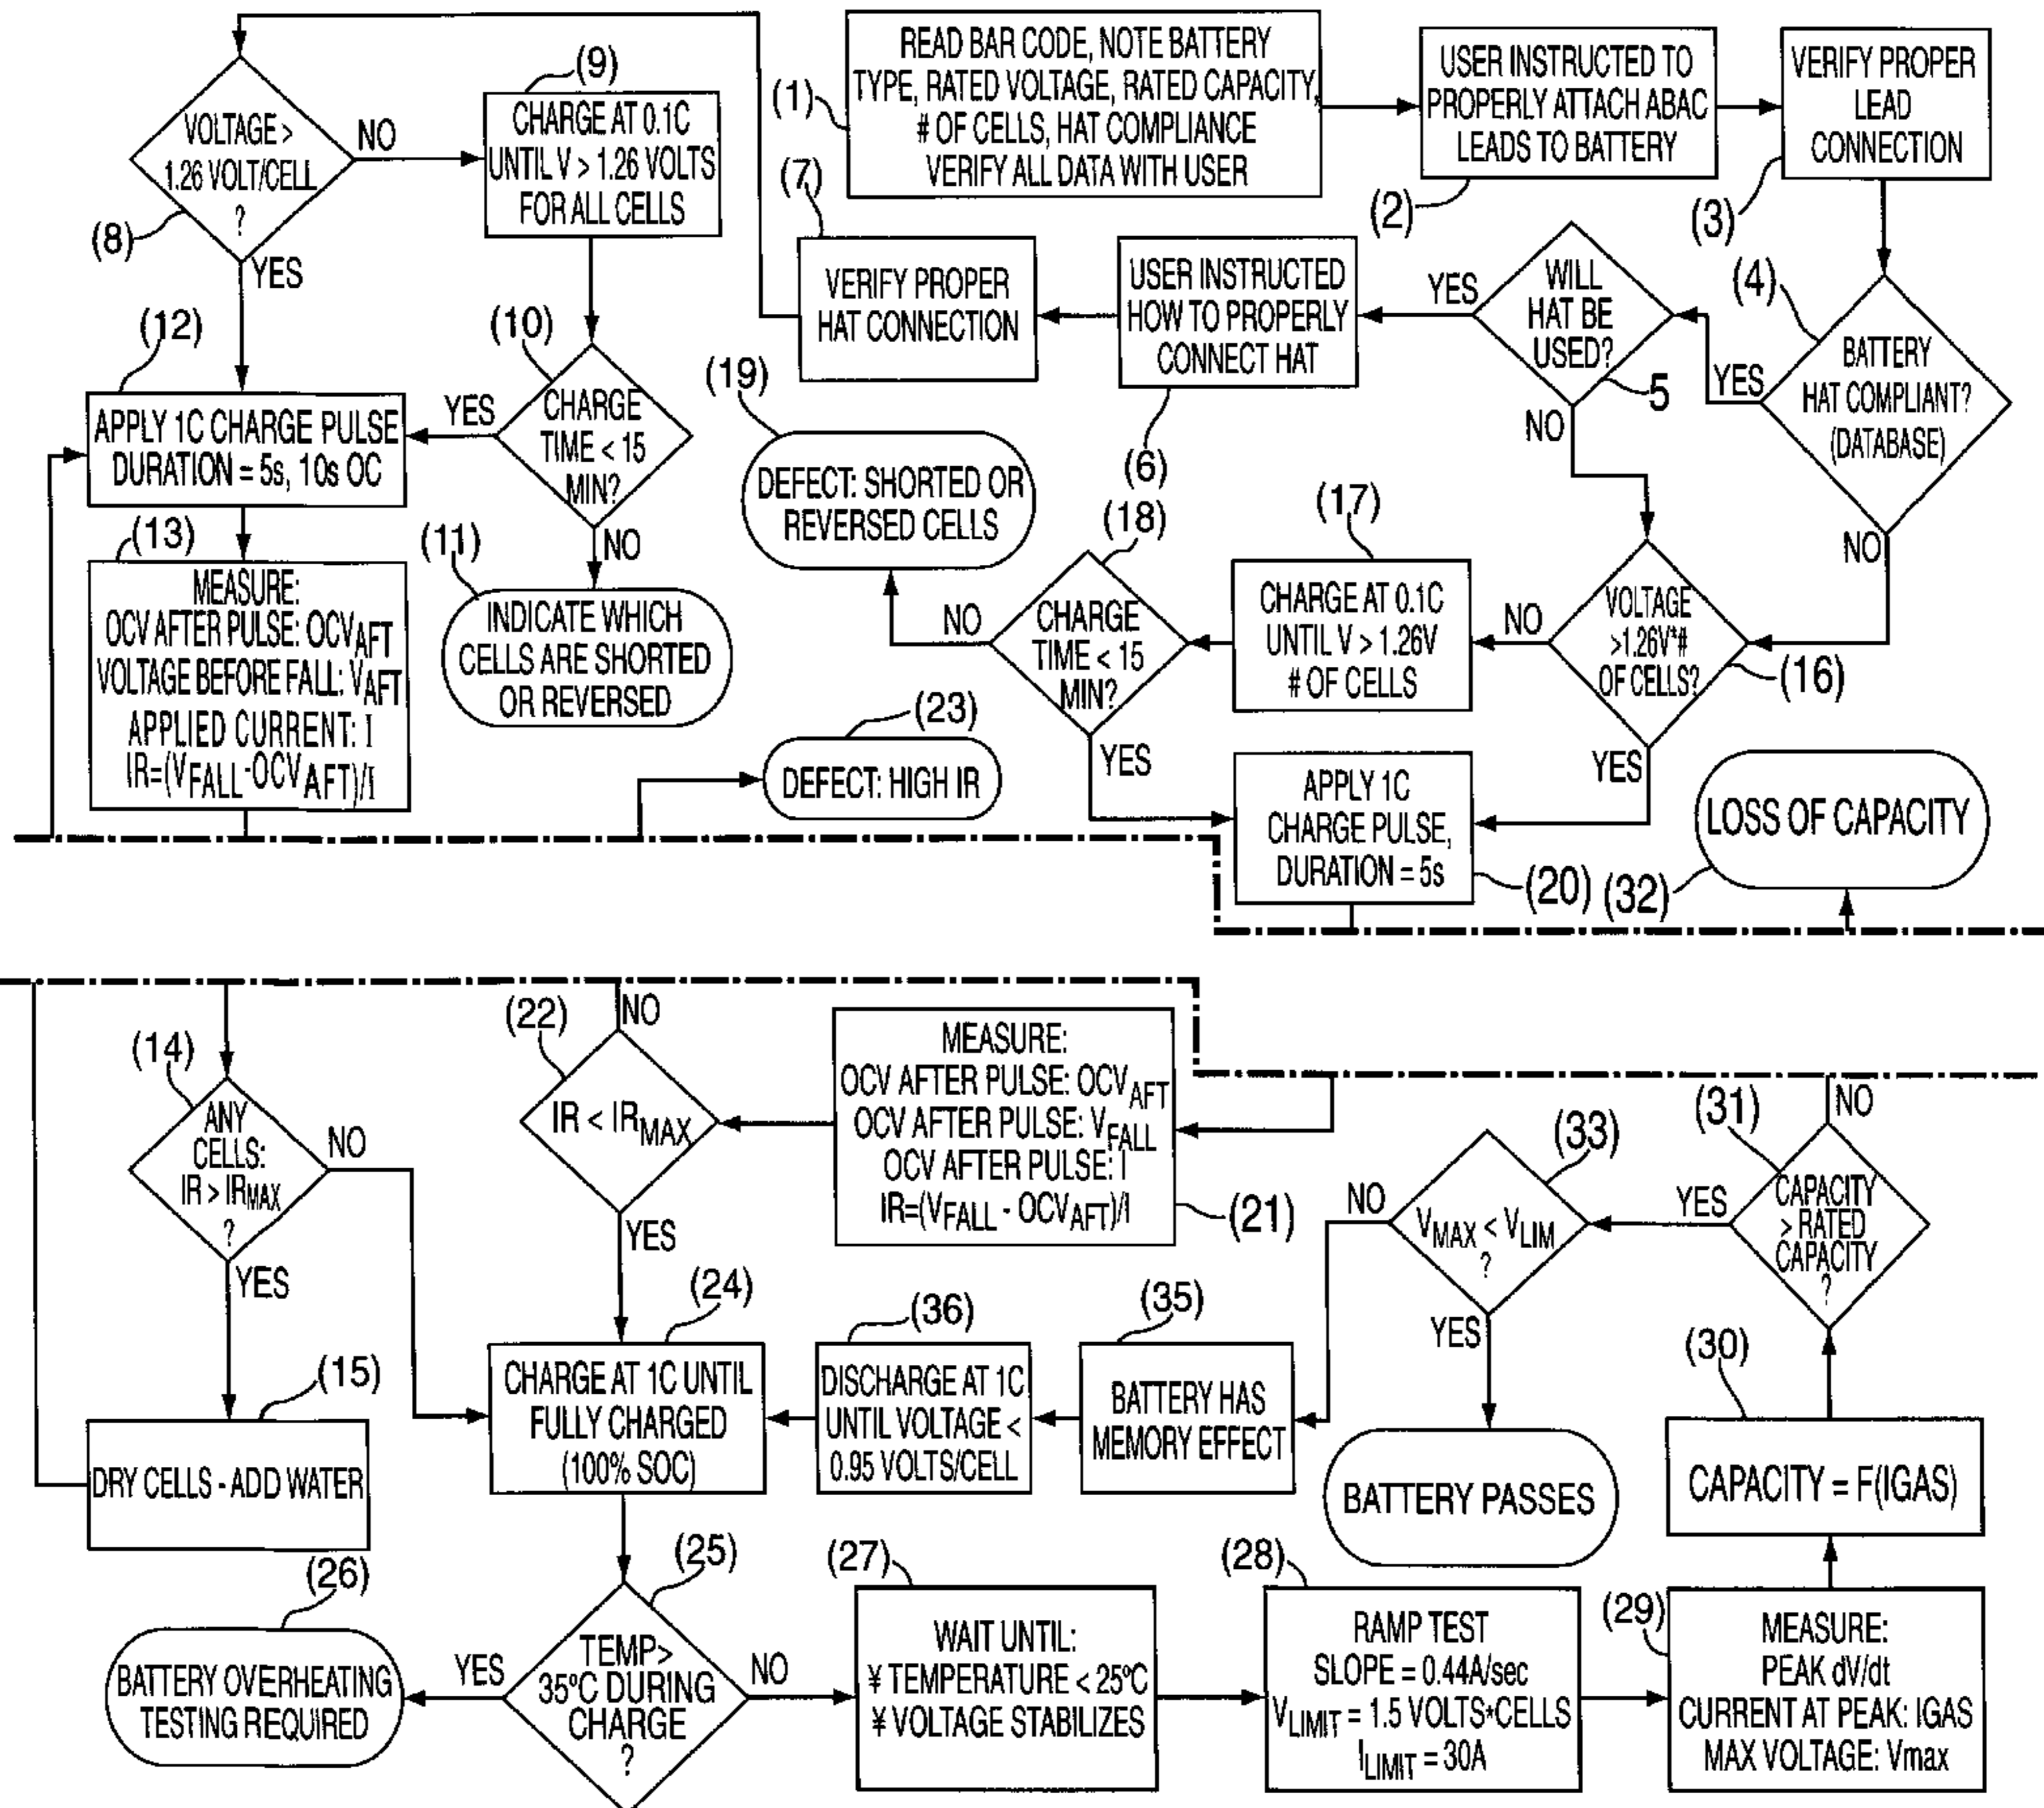 (1)
READ BAR CODE, NOTE BATTERY
TYPE, RATED VOLTAGE, RATED CAPACITY,
# OF CELLS, HAT COMPLIANCE
VERIFY ALL DATA WITH USER
(2)
USER INSTRUCTED TO
PROPERLY ATTACH ABAC
LEADS TO BATTERY
(3)
VERIFY PROPER
LEAD
CONNECTION
(4)
BATTERY
HAT COMPLIANT?
(DATABASE)
YES
NO
5
WILL
HAT BE
USED?
YES
NO
(6)
USER INSTRUCTED
HOW TO PROPERLY
CONNECT HAT
(7)
VERIFY PROPER
HAT CONNECTION
(8)
VOLTAGE >
1.26 VOLT/CELL
?
NO
YES
(9)
CHARGE AT 0.1C
UNTIL V > 1.26 VOLTS
FOR ALL CELLS
(10)
CHARGE
TIME < 15
MIN?
YES
NO
(11)
INDICATE WHICH
CELLS ARE SHORTED
OR REVERSED
(12)
APPLY 1C CHARGE PULSE
DURATION = 5s, 10s OC
(13)
MEASURE:
OCV AFTER PULSE: OCVAFT
VOLTAGE BEFORE FALL: VAFT
APPLIED CURRENT: I
IR=(VFALL-OCVAFT)/I
(16)
VOLTAGE
>1.26V*#
OF CELLS?
NO
YES
(17)
CHARGE AT 0.1C
UNTIL V > 1.26V
# OF CELLS
(18)
CHARGE
TIME < 15
MIN?
NO
YES
(19)
DEFECT: SHORTED OR
REVERSED CELLS
(20)
APPLY 1C
CHARGE PULSE,
DURATION = 5s
(23)
DEFECT: HIGH IR
(32)
LOSS OF CAPACITY
(14)
ANY
CELLS:
IR > IRMAX
?
NO
YES
(15)
DRY CELLS - ADD WATER
(22)
NO
IR < IRMAX
YES
(21)
MEASURE:
OCV AFTER PULSE: OCVAFT
OCV AFTER PULSE: VFALL
OCV AFTER PULSE: I
IR=(VFALL - OCVAFT)/I
(24)
CHARGE AT 1C UNTIL
FULLY CHARGED
(100% SOC)
(36)
DISCHARGE AT 1C
UNTIL VOLTAGE <
0.95 VOLTS/CELL
(35)
BATTERY HAS
MEMORY EFFECT
(33)
VMAX < VLIM
?
NO
YES
BATTERY PASSES
(31)
NO
CAPACITY
> RATED
CAPACITY
?
YES
(30)
CAPACITY = F(IGAS)
(25)
TEMP>
35ºC DURING
CHARGE
?
YES
NO
(26)
BATTERY OVERHEATING
TESTING REQUIRED
(27)
WAIT UNTIL:
¥ TEMPERATURE < 25ºC
¥ VOLTAGE STABILIZES
(28)
RAMP TEST
SLOPE = 0.44A/sec
VLIMIT = 1.5 VOLTS*CELLS
ILIMIT = 30A
(29)
MEASURE:
PEAK dV/dt
CURRENT AT PEAK: IGAS
MAX VOLTAGE: Vmax